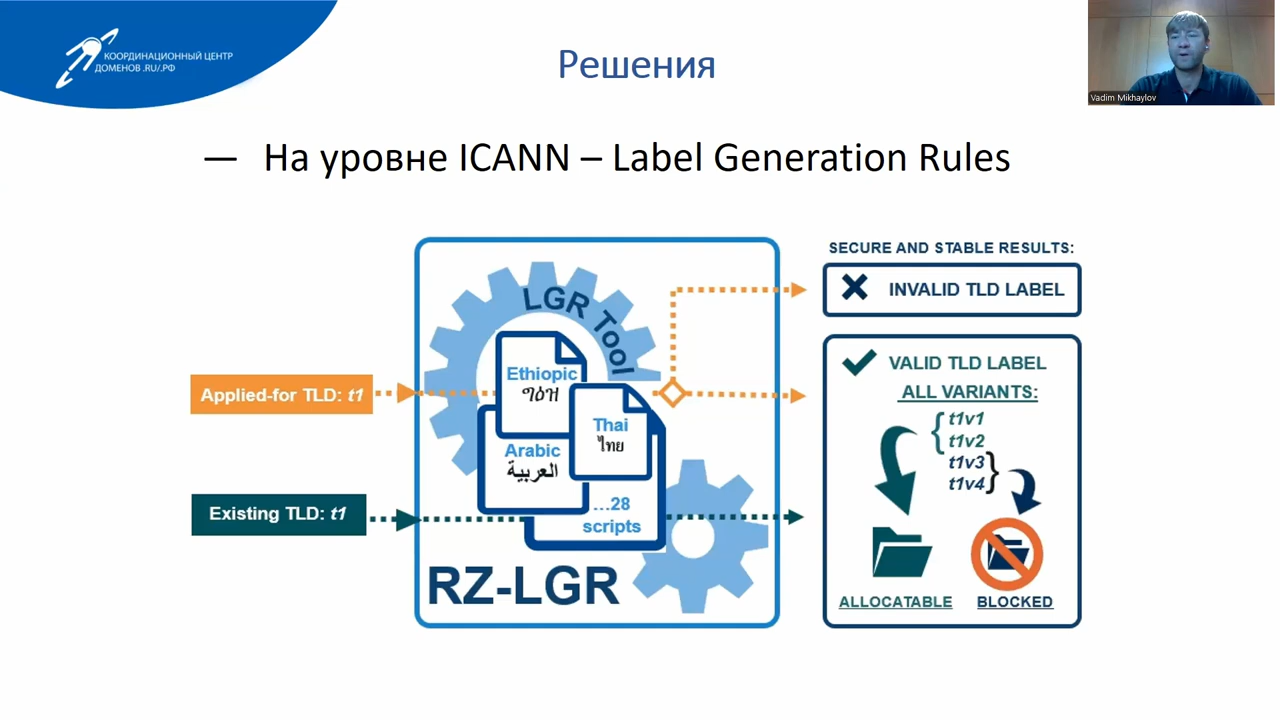 КООРДИНАЦИОННЫЙ ЦЕНТР
ДОМЕНОВ .RU/.РФ
Решения
Vadim Mikhaylov
— На уровне ICANN – Label Generation Rules
SECURE AND STABLE RESULTS:
INVALID TLD LABEL
LGR Tool
Ethiopic
ግዕዝ
Applied-for TLD: t1
Thai
ไทย
Arabic
العربية
...28
scripts
Existing TLD: t1
RZ-LGR
VALID TLD LABEL
ALL VARIANTS:
t1v1
t1v2
t1v3
t1v4
ALLOCATABLE
BLOCKED